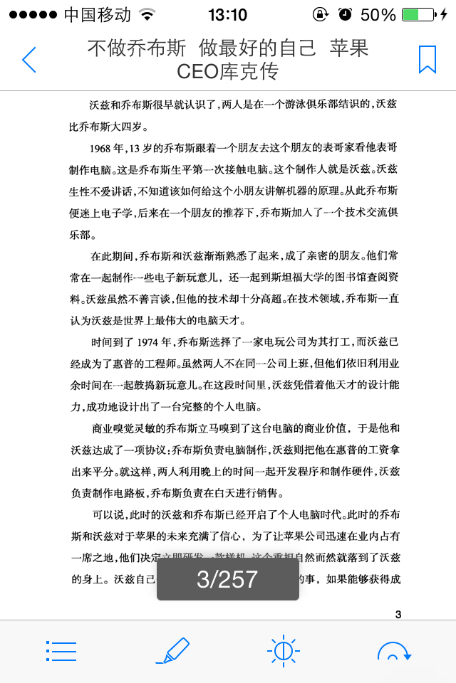 中国移动 13:10 50%
不做乔布斯 做最好的自己 苹果
CEO库克传
沃兹和乔布斯很早就认识了,两人是在一个游泳俱乐部结识的,沃兹
比乔布斯大四岁。
1968 年,13 岁的乔布斯跟着一个朋友去这个朋友的表哥家看他表哥
制作电脑。这是乔布斯生平第一次接触电脑。这个制作人就是沃兹。沃兹
生性不爱讲话,不知道该如何给这个小朋友讲解机器的原理。从此乔布斯
便迷上电子学,后来在一个朋友的推荐下,乔布斯加入了一个技术交流俱
乐部。
在此期间,乔布斯和沃兹渐渐熟悉了起来,成了亲密的朋友。他们常
常在一起制作一些电子新玩意儿，还一起到斯坦福大学的图书馆查阅资
料。沃兹虽然不善言谈,但他的技术却十分高超。在技术领域,乔布斯一直
认为沃兹是世界上最伟大的电脑天才。
时间到了 1974 年,乔布斯选择了一家电玩公司为其打工,而沃兹已
经成为了惠普的工程师。虽然两人不在同一公司上班,但他们依旧利用业
余时间在一起鼓捣新玩意儿。在这段时间里,沃兹凭借着他天才的设计能
力,成功地设计出了一台完整的个人电脑。
商业嗅觉灵敏的乔布斯立马嗅到了这台电脑的商业价值，于是他和
沃兹达成了一项协议:乔布斯负责电脑制作,沃兹则把他在惠普的工资拿
出来平分。就这样,两人利用晚上的时间一起开发程序和制作硬件,沃兹
负责制作电路板,乔布斯负责在白天进行销售。
可以说,此时的沃兹和乔布斯已经开启了个人电脑时代。此时的乔布
斯和沃兹对于苹果的未来充满了信心，为了让苹果公司迅速在业内占有
一席之地,他们决定立即研发一款样机,这个重担自然而然就落到了沃兹
的身上。沃兹自己 的事，如果能够获得成
3/257
3